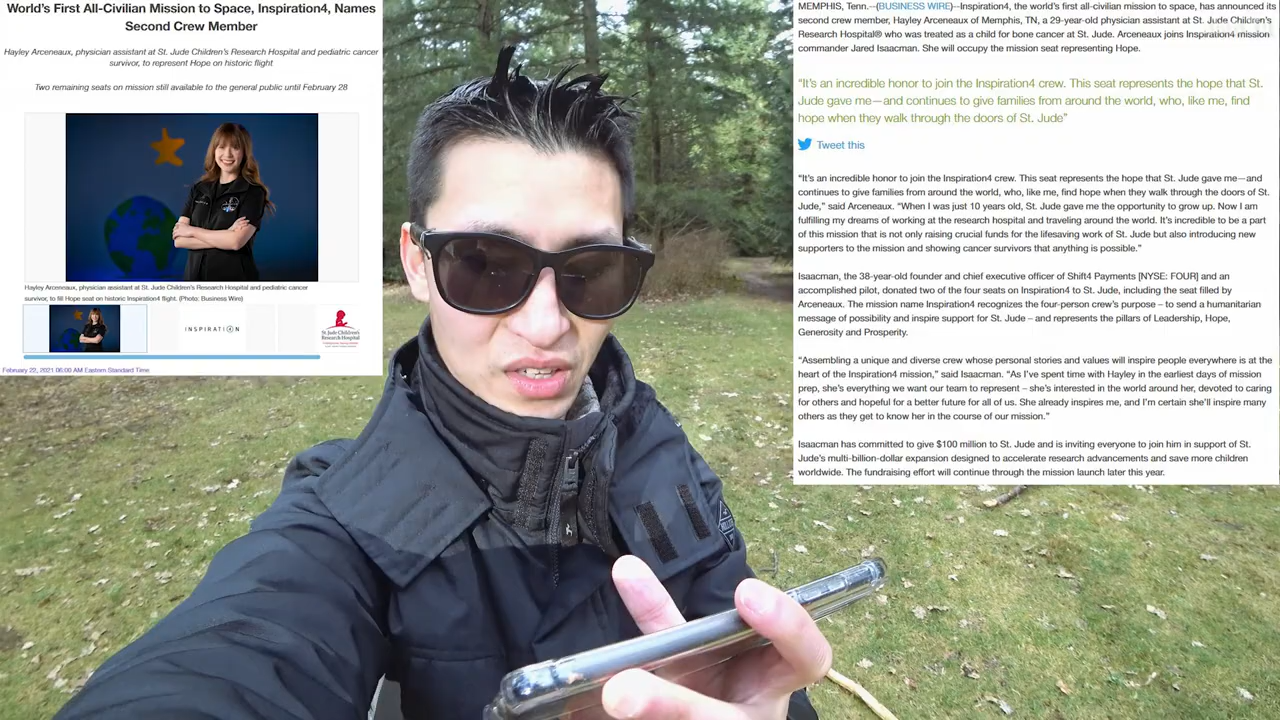 World's First All-Civilian Mission to Space, Inspiration4, Names
Second Crew Member
Hayley Arceneaux, physician assistant at St. Jude Children's Research Hospital and pediatric cancer
survivor, to represent Hope on historic flight
Two remaining seats on mission still available to the general public until February 28
Hayley Arceneaux, physician assistant at St. Jude Children's Research Hospital and pediatric cancer
survivor, to fill Hope seat on historic Inspiration4 flight. (Photo: Business Wire)
INSPIRATI4N
St. Jude Children's
Research Hospital
February 22, 2021 06:00 AM Eastern Standard Time
MEMPHIS, Tenn.--(BUSINESS WIRE)--Inspiration4, the world's first all-civilian mission to space, has announced its
second crew member, Hayley Arceneaux of Memphis, TN, a 29-year-old physician assistant at St. Jude Children's
Research Hospital® who was treated as a child for bone cancer at St. Jude. Arceneaux joins Inspiration4 mission
commander Jared Isaacman. She will occupy the mission seat representing Hope.
“It's an incredible honor to join the Inspiration4 crew. This seat represents the hope that St.
Jude gave me—and continues to give families from around the world, who, like me, find
hope when they walk through the doors of St. Jude”
Tweet this
“It's an incredible honor to join the Inspiration4 crew. This seat represents the hope that St. Jude gave me—and
continues to give families from around the world, who, like me, find hope when they walk through the doors of St.
Jude,” said Arceneaux. “When I was just 10 years old, St. Jude gave me the opportunity to grow up. Now I am
fulfilling my dreams of working at the research hospital and traveling around the world. It's incredible to be a part
of this mission that is not only raising crucial funds for the lifesaving work of St. Jude but also introducing new
supporters to the mission and showing cancer survivors that anything is possible.”
Isaacman, the 38-year-old founder and chief executive officer of Shift4 Payments [NYSE: FOUR] and an
accomplished pilot, donated two of the four seats on Inspiration4 to St. Jude, including the seat filled by
Arceneaux. The mission name Inspiration4 recognizes the four-person crew's purpose – to send a humanitarian
message of possibility and inspire support for St. Jude – and represents the pillars of Leadership, Hope,
Generosity and Prosperity.
“Assembling a unique and diverse crew whose personal stories and values will inspire people everywhere is at the
heart of the Inspiration4 mission,” said Isaacman. “As I've spent time with Hayley in the earliest days of mission
prep, she's everything we want our team to represent – she's interested in the world around her, devoted to caring
for others and hopeful for a better future for all of us. She already inspires me, and I'm certain she'll inspire many
others as they get to know her in the course of our mission.”
Isaacman has committed to give $100 million to St. Jude and is inviting everyone to join him in support of St.
Jude's multi-billion-dollar expansion designed to accelerate research advancements and save more children
worldwide. The fundraising effort will continue through the mission launch later this year.